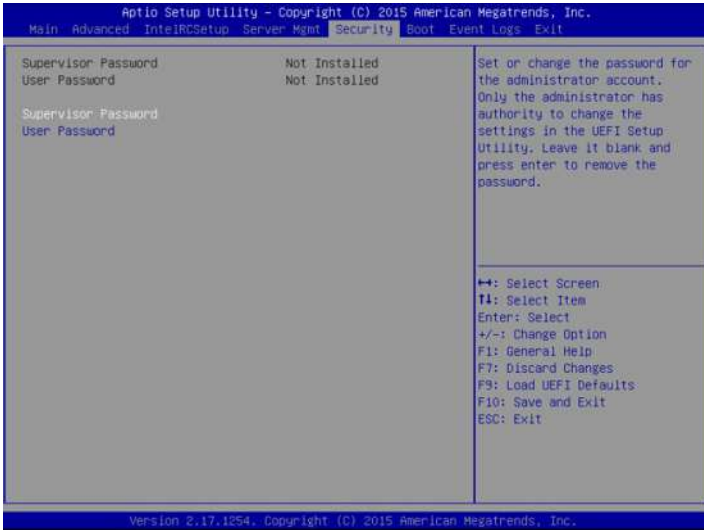 Aptio Setup Utility – Copyright (C) 2015 American Megatrends, Inc.
Main Advanced IntelRCSetup Server Mgmt Security Boot Event Logs Exit
Supervisor Password Not Installed
User Password Not Installed
Supervisor Password
User Password
Set or change the password for
the administrator account.
Only the administrator has
authority to change the
settings in the UEFI Setup
Utility. Leave it blank and
press enter to remove the
password.
↔: Select Screen
↑↓: Select Item
Enter: Select
+/-: Change Option
F1: General Help
F7: Discard Changes
F9: Load UEFI Defaults
F10: Save and Exit
ESC: Exit
Version 2.17.1254. Copyright (C) 2015 American Megatrends, Inc.